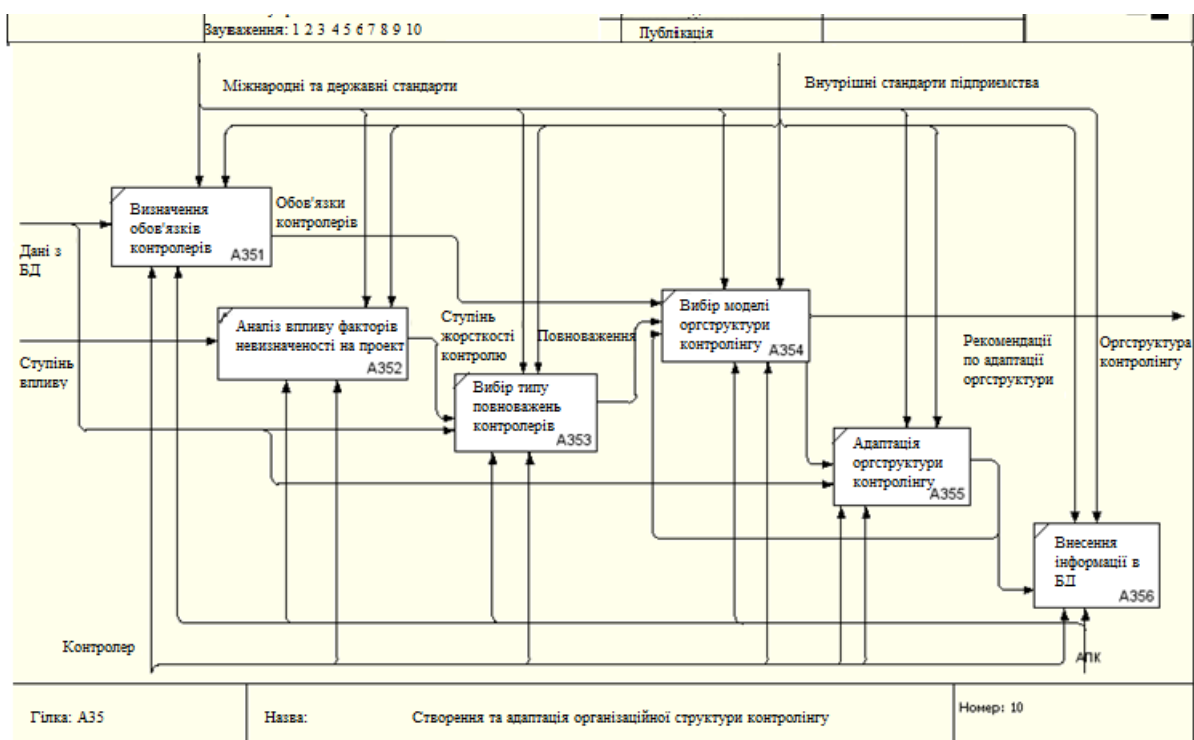 Зауваження: 1 2 3 4 5 6 7 8 9 10
Публікація
Міжнародні та державні стандарти
Внутрішні стандарти підприємства
Визначення
обов'язків
контролерів
A351
Обов'язки
контролерів
Дані з
БД
Аналіз впливу факторів
невизначеності на проект
A352
Ступінь
жорсткості
контролю
Повноваження
Вибір моделі
оргструктури
контролінгу
A354
Ступінь
впливу
Вибір типу
повноважень
контролерів
A353
Рекомендації
по адаптації
оргструктури
Оргструктура
контролінгу
Адаптація
оргструктури
контролінгу
A355
Внесення
інформації в
БД
A356
Контролер
АПК
Гілка: А35
Назва:
Створення та адаптація організаційної структури контролінгу
Номер: 10